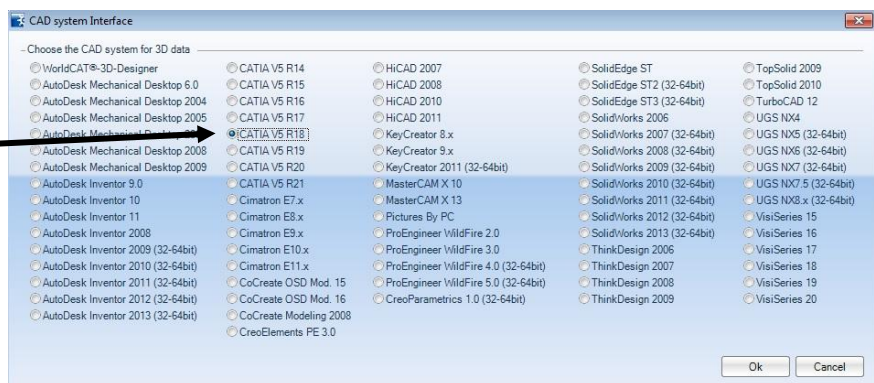 CAD system Interface
Choose the CAD system for 3D data
WorldCAT®-3D-Designer
AutoDesk Mechanical Desktop 6.0
AutoDesk Mechanical Desktop 2004
AutoDesk Mechanical Desktop 2005
AutoDesk Mechanical Desktop
AutoDesk Mechanical Desktop 2008
AutoDesk Mechanical Desktop 2009
AutoDesk Inventor 9.0
AutoDesk Inventor 10
AutoDesk Inventor 11
AutoDesk Inventor 2008
AutoDesk Inventor 2009 (32-64bit)
AutoDesk Inventor 2010 (32-64bit)
AutoDesk Inventor 2011 (32-64bit)
AutoDesk Inventor 2012 (32-64bit)
AutoDesk Inventor 2013 (32-64bit)
CATIA V5 R14
CATIA V5 R15
CATIA V5 R16
CATIA V5 R17
CATIA V5 R18
CATIA V5 R19
CATIA V5 R20
CATIA V5 R21
Cimatron E7.x
Cimatron E8.x
Cimatron E9.x
Cimatron E10.x
Cimatron E11.x
CoCreate OSD Mod. 15
CoCreate OSD Mod. 16
CoCreate Modeling 2008
CreoElements PE 3.0
HiCAD 2007
HiCAD 2008
HiCAD 2010
HiCAD 2011
KeyCreator 8.x
KeyCreator 9.x
KeyCreator 2011 (32-64bit)
MasterCAM X 10
MasterCAM X 13
Pictures By PC
ProEngineer WildFire 2.0
ProEngineer WildFire 3.0
ProEngineer WildFire 4.0 (32-64bit)
ProEngineer WildFire 5.0 (32-64bit)
CreoParametrics 1.0 (32-64bit)
SolidEdge ST
SolidEdge ST2 (32-64bit)
SolidEdge ST3 (32-64bit)
SolidWorks 2006
SolidWorks 2007 (32-64bit)
SolidWorks 2008 (32-64bit)
SolidWorks 2009 (32-64bit)
SolidWorks 2010 (32-64bit)
SolidWorks 2011 (32-64bit)
SolidWorks 2012 (32-64bit)
SolidWorks 2013 (32-64bit)
ThinkDesign 2006
ThinkDesign 2007
ThinkDesign 2008
ThinkDesign 2009
TopSolid 2009
TopSolid 2010
TurboCAD 12
UGS NX4
UGS NX5 (32-64bit)
UGS NX6 (32-64bit)
UGS NX7 (32-64bit)
UGS NX7.5 (32-64bit)
UGS NX8.x (32-64bit)
VisiSeries 15
VisiSeries 16
VisiSeries 17
VisiSeries 18
VisiSeries 19
VisiSeries 20
Ok
Cancel